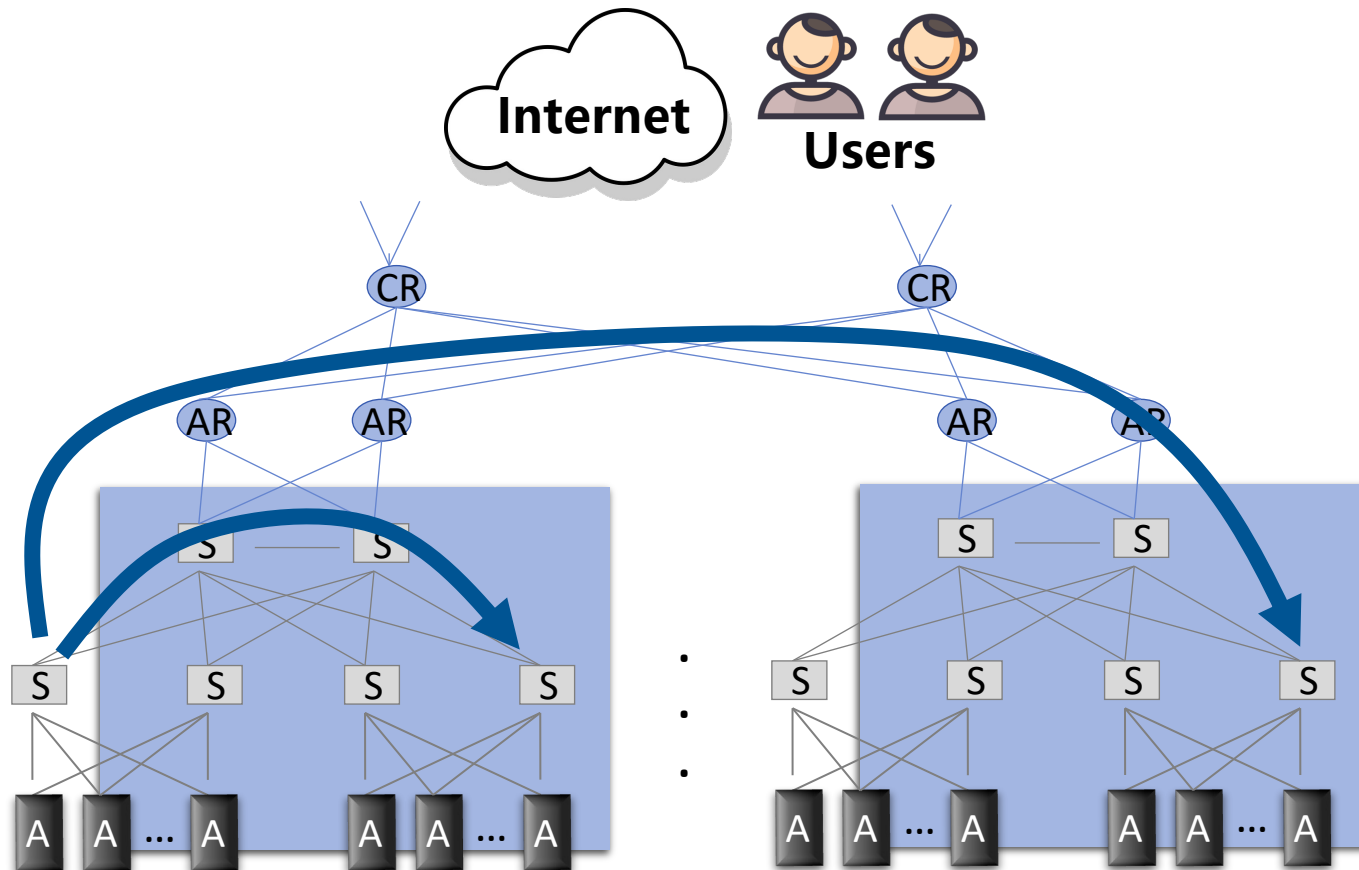 Internet
Users
CR CR
AR AR AR AR
S S S S
S S S S S S S S
A A ... A A A ... A A A ... A A A ... A
.
.
.